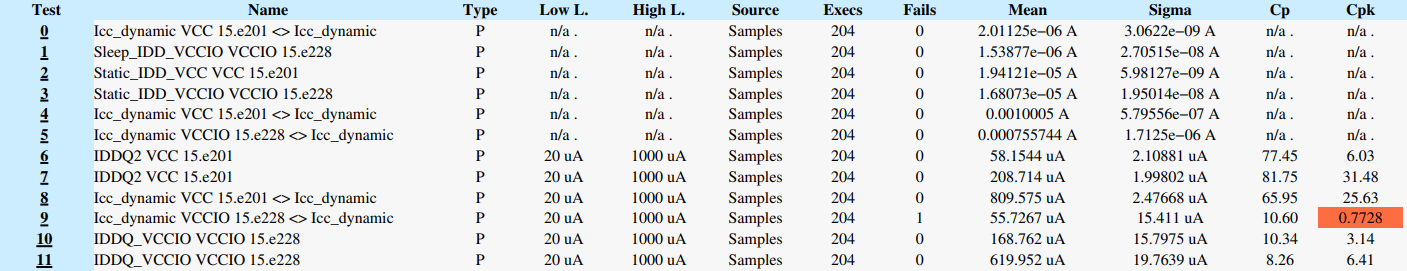 Test Name Type Low L. High L. Source Execs Fails Mean Sigma Cp Cpk
0 Icc_dynamic VCC 15.e201 <> Icc_dynamic P n/a . n/a . Samples 204 0 2.01125e−06 A 3.0622e−09 A n/a . n/a .
1 Sleep_IDD_VCCIO VCCIO 15.e228 P n/a . n/a . Samples 204 0 1.53877e−06 A 2.70515e−08 A n/a . n/a .
2 Static_IDD_VCC VCC 15.e201 P n/a . n/a . Samples 204 0 1.94121e−05 A 5.98127e−09 A n/a . n/a .
3 Static_IDD_VCCIO VCCIO 15.e228 P n/a . n/a . Samples 204 0 1.68073e−05 A 1.95014e−08 A n/a . n/a .
4 Icc_dynamic VCC 15.e201 <> Icc_dynamic P n/a . n/a . Samples 204 0 0.0010005 A 5.79556e−07 A n/a . n/a .
5 Icc_dynamic VCCIO 15.e228 <> Icc_dynamic P n/a . n/a . Samples 204 0 0.000755744 A 1.7125e−06 A n/a . n/a .
6 IDDQ2 VCC 15.e201 P 20 uA 1000 uA Samples 204 0 58.1544 uA 2.10881 uA 77.45 6.03
7 IDDQ2 VCC 15.e201 P 20 uA 1000 uA Samples 204 0 208.714 uA 1.99802 uA 81.75 31.48
8 Icc_dynamic VCC 15.e201 <> Icc_dynamic P 20 uA 1000 uA Samples 204 0 809.575 uA 2.47668 uA 65.95 25.63
9 Icc_dynamic VCCIO 15.e228 <> Icc_dynamic P 20 uA 1000 uA Samples 204 1 55.7267 uA 15.411 uA 10.60 0.7728
10 IDDQ_VCCIO VCCIO 15.e228 P 20 uA 1000 uA Samples 204 0 168.762 uA 15.7975 uA 10.34 3.14
11 IDDQ_VCCIO VCCIO 15.e228 P 20 uA 1000 uA Samples 204 0 619.952 uA 19.7639 uA 8.26 6.41